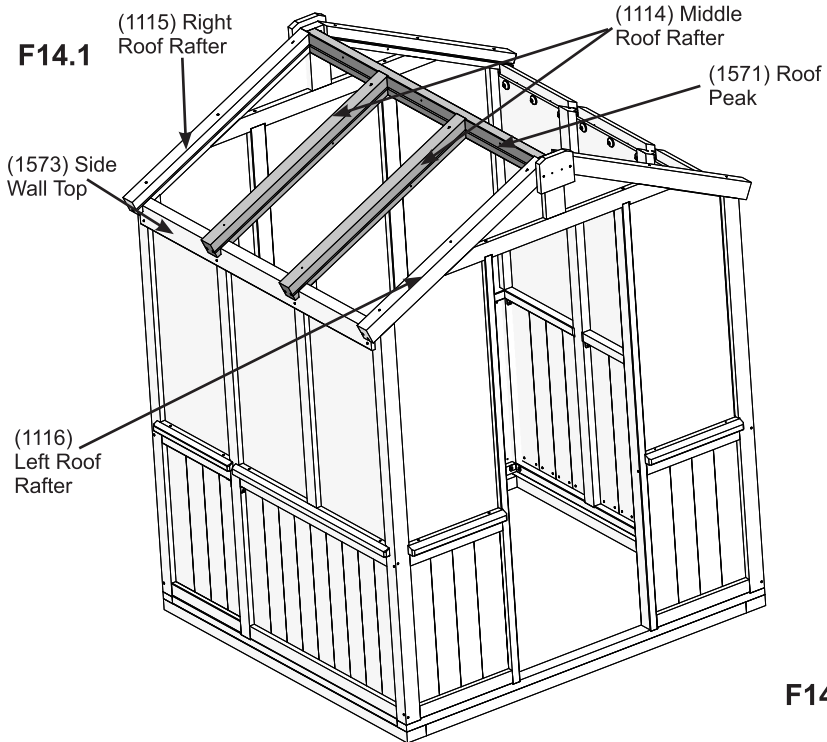 F14.1
(1115) Right
Roof Rafter
(1114) Middle
Roof Rafter
(1571) Roof
Peak
(1573) Side
Wall Top
(1116)
Left Roof
Rafter
F14